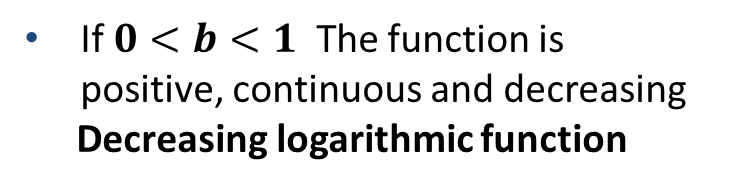 • If 0 < b < 1 The function is
positive, continuous and decreasing
Decreasing logarithmic function